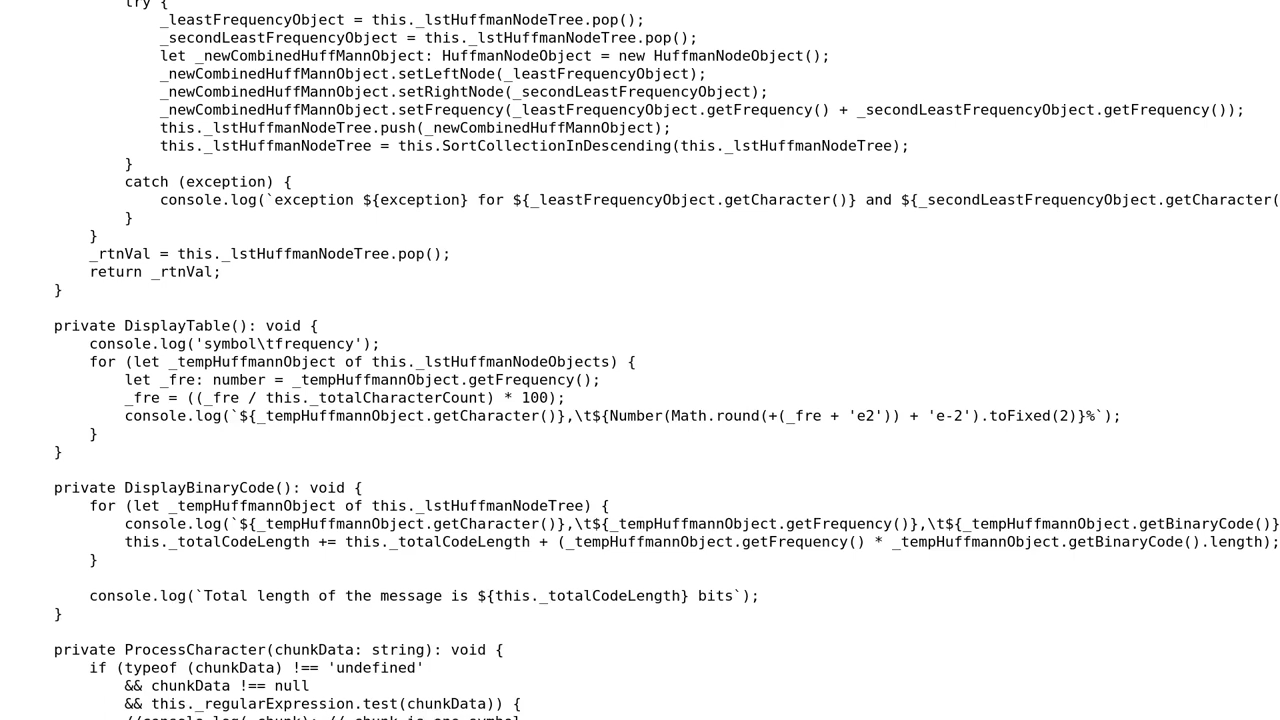 try {
_leastFrequencyObject = this._lstHuffmanNodeTree.pop();
_secondLeastFrequencyObject = this._lstHuffmanNodeTree.pop();
let _newCombinedHuffMannObject: HuffmanNodeObject = new HuffmanNodeObject();
_newCombinedHuffMannObject.setLeftNode(_leastFrequencyObject);
_newCombinedHuffMannObject.setRightNode(_secondLeastFrequencyObject);
_newCombinedHuffMannObject.setFrequency(_leastFrequencyObject.getFrequency() + _secondLeastFrequencyObject.getFrequency());
this._lstHuffmanNodeTree.push(_newCombinedHuffMannObject);
this._lstHuffmanNodeTree = this.SortCollectionInDescending(this._lstHuffmanNodeTree);
}
catch (exception) {
console.log(`exception ${exception} for ${_leastFrequencyObject.getCharacter()} and ${_secondLeastFrequencyObject.getCharacter(
}
}
_rtnVal = this._lstHuffmanNodeTree.pop();
return _rtnVal;
}
private DisplayTable(): void {
console.log('symbol\tfrequency');
for (let _tempHuffmannObject of this._lstHuffmanNodeObjects) {
let _fre: number = _tempHuffmannObject.getFrequency();
_fre = ((_fre / this._totalCharacterCount) * 100);
console.log(`${_tempHuffmannObject.getCharacter()},\t${Number(Math.round(+(_fre + 'e2')) + 'e-2').toFixed(2)}%`);
}
}
private DisplayBinaryCode(): void {
for (let _tempHuffmannObject of this._lstHuffmanNodeTree) {
console.log(`${_tempHuffmannObject.getCharacter()},\t${_tempHuffmannObject.getFrequency()},\t${_tempHuffmannObject.getBinaryCode()}
this._totalCodeLength += this._totalCodeLength + (_tempHuffmannObject.getFrequency() * _tempHuffmannObject.getBinaryCode().length);
}
console.log(`Total length of the message is ${this._totalCodeLength} bits`);
}
private ProcessCharacter(chunkData: string): void {
if (typeof (chunkData) !== 'undefined'
&& chunkData !== null
&& this._regularExpression.test(chunkData)) {